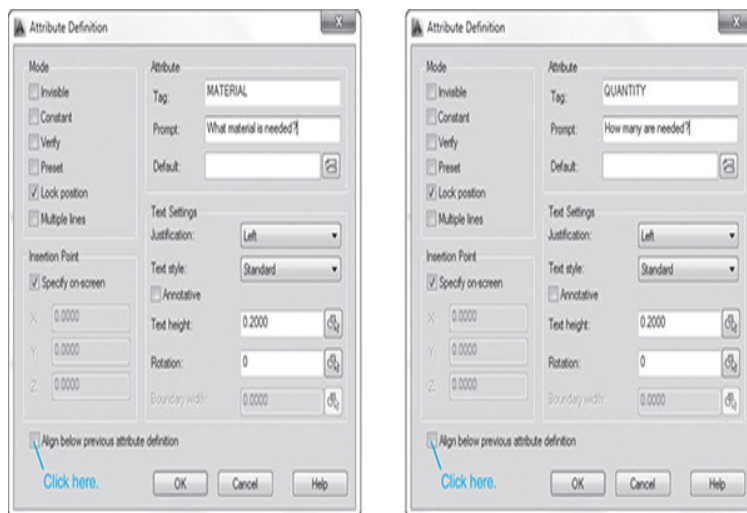 Attribute Definition
X
Mode
Invisible
Constant
Verify
Preset
Lock position
Multiple lines
Insertion Point
Specify on-screen
X: 0.0000
Y: 0.0000
Z: 0.0000
Align below previous attribute definition
Click here.
Attribute
Tag: MATERIAL
Prompt: What material is needed?
Default:
Text Settings
Justification: Left
Text style: Standard
Annotative
Text height: 0.2000
Rotation: 0
Boundary width: 0.0000
OK Cancel Help
Attribute Definition
X
Mode
Invisible
Constant
Verify
Preset
Lock position
Multiple lines
Insertion Point
Specify on-screen
X: 0.0000
Y: 0.0000
Z: 0.0000
Align below previous attribute definition
Click here.
Attribute
Tag: QUANTITY
Prompt: How many are needed?
Default:
Text Settings
Justification: Left
Text style: Standard
Annotative
Text height: 0.2000
Rotation: 0
Boundary width: 0.0000
OK Cancel Help